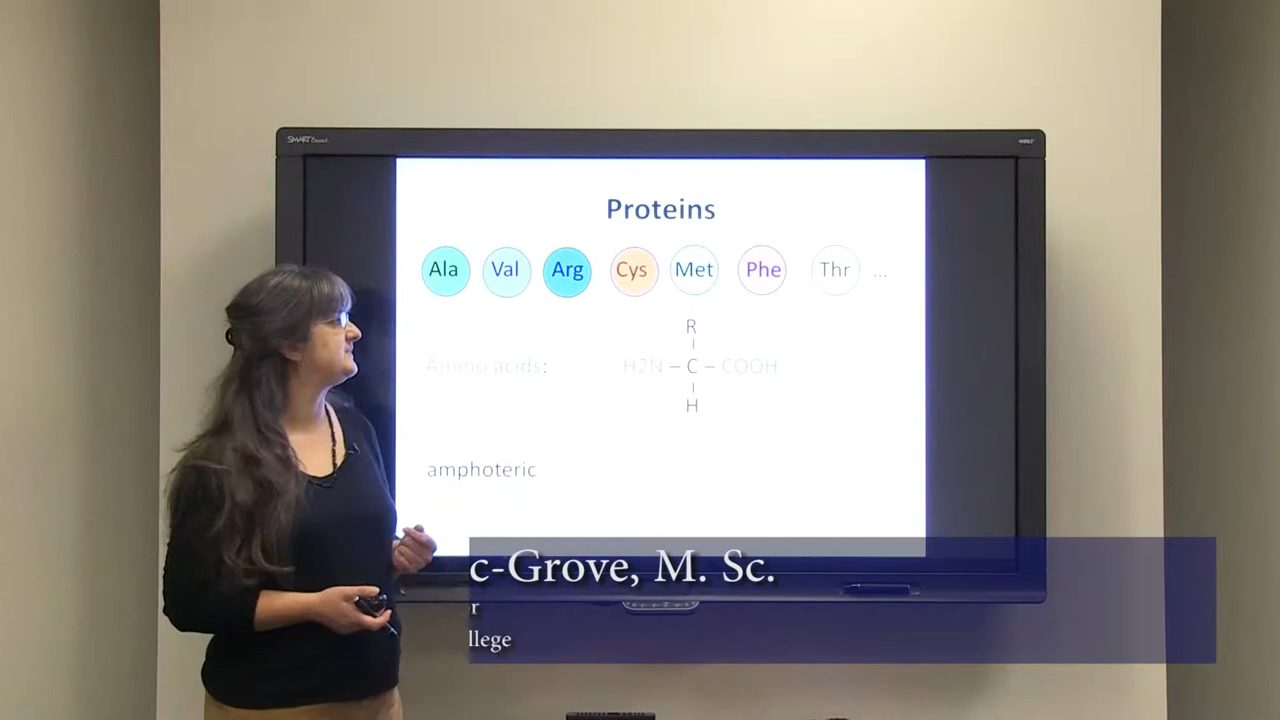 SMART Board
Proteins
Ala Val Arg Cys Met Phe Thr ...
R
Amino acids: H2N – C – COOH
H
amphoteric
c-Grove, M. Sc.
r
llege